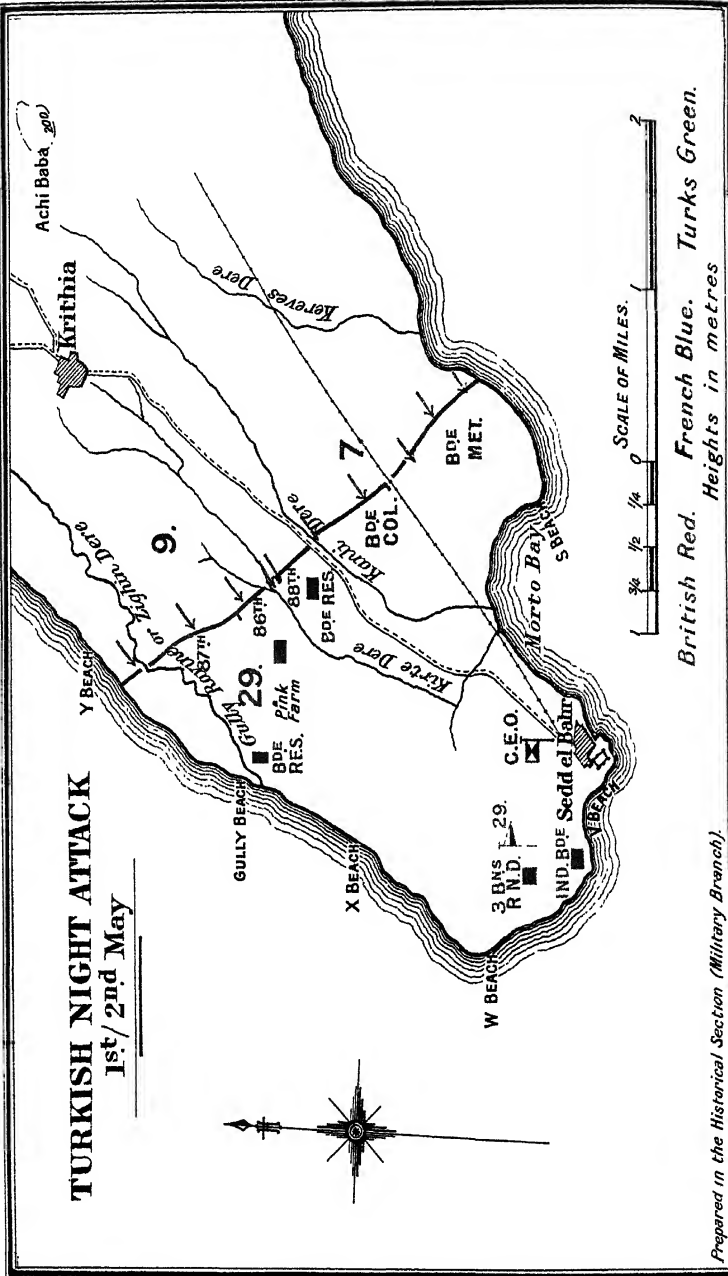 TURKISH NIGHT ATTACK
1st/2nd May
Achi Baba
200
Krithia
Kereves Dere
Y BEACH
Gully Ravine or Zighin Dere
9.
7.
87TH
86TH
88TH
29.
BDE RES.
Pink Farm
BDE RES.
Kanli Dere
Kirte Dere
BDE COL.
BDE MET.
GULLY BEACH
X BEACH
W BEACH
Morto Bay
S BEACH
C.E.O.
Sedd el Bahr
V BEACH
3 BNS R.N.D.
29.
IND. BDE
SCALE OF MILES.
1 3/4 1/2 1/4 0 1 2
British Red. French Blue. Turks Green.
Heights in metres
Prepared in the Historical Section (Military Branch).